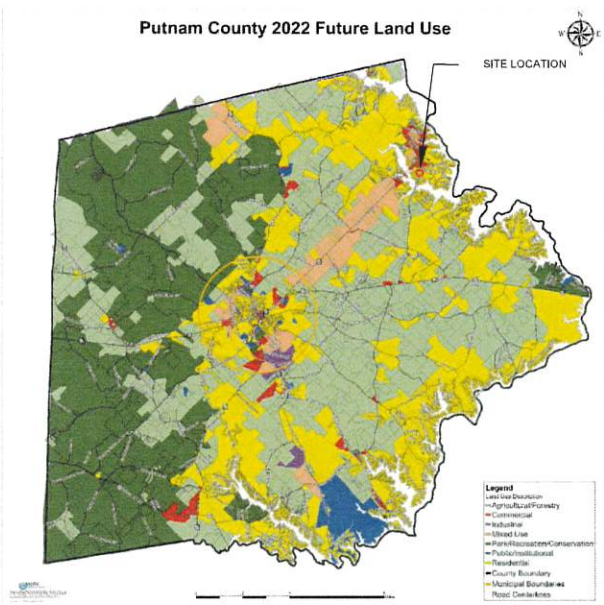 Putnam County 2022 Future Land Use
N
W
E
S
SITE LOCATION
Legend
Land Use Description
Agricultural/Forestry
Commercial
Industrial
Mixed Use
Park/Recreation/Conservation
Public/Institutional
Residential
County Boundary
Municipal Boundaries
Road Centerlines